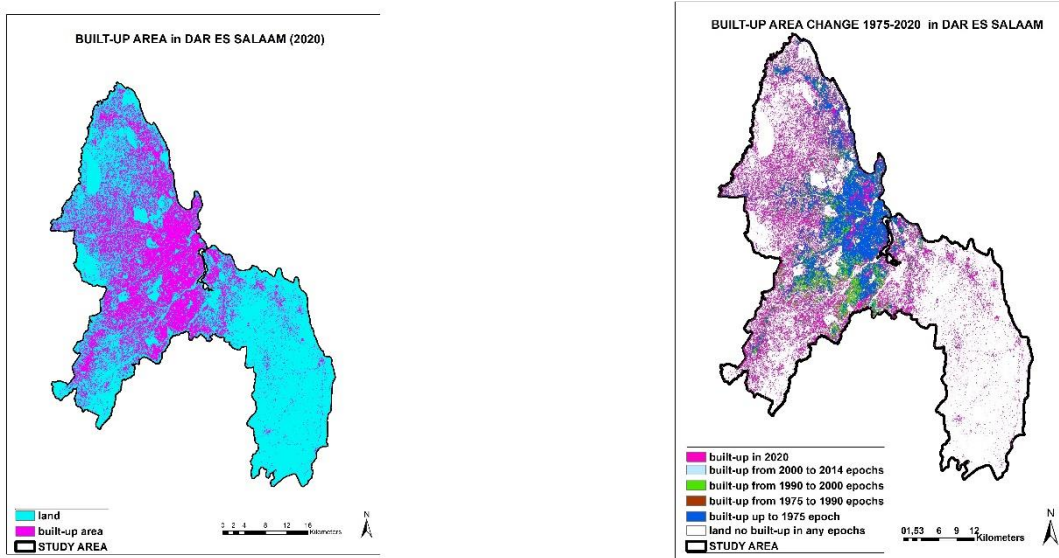 BUILT-UP AREA in DAR ES SALAAM (2020)
land
built-up area
STUDY AREA
0 2 4 8 12 16
Kilometers
N
BUILT-UP AREA CHANGE 1975-2020 in DAR ES SALAAM
built-up in 2020
built-up from 2000 to 2014 epochs
built-up from 1990 to 2000 epochs
built-up from 1975 to 1990 epochs
built-up up to 1975 epoch
land no built-up in any epochs
STUDY AREA
01,53 6 9 12
Kilometers
N